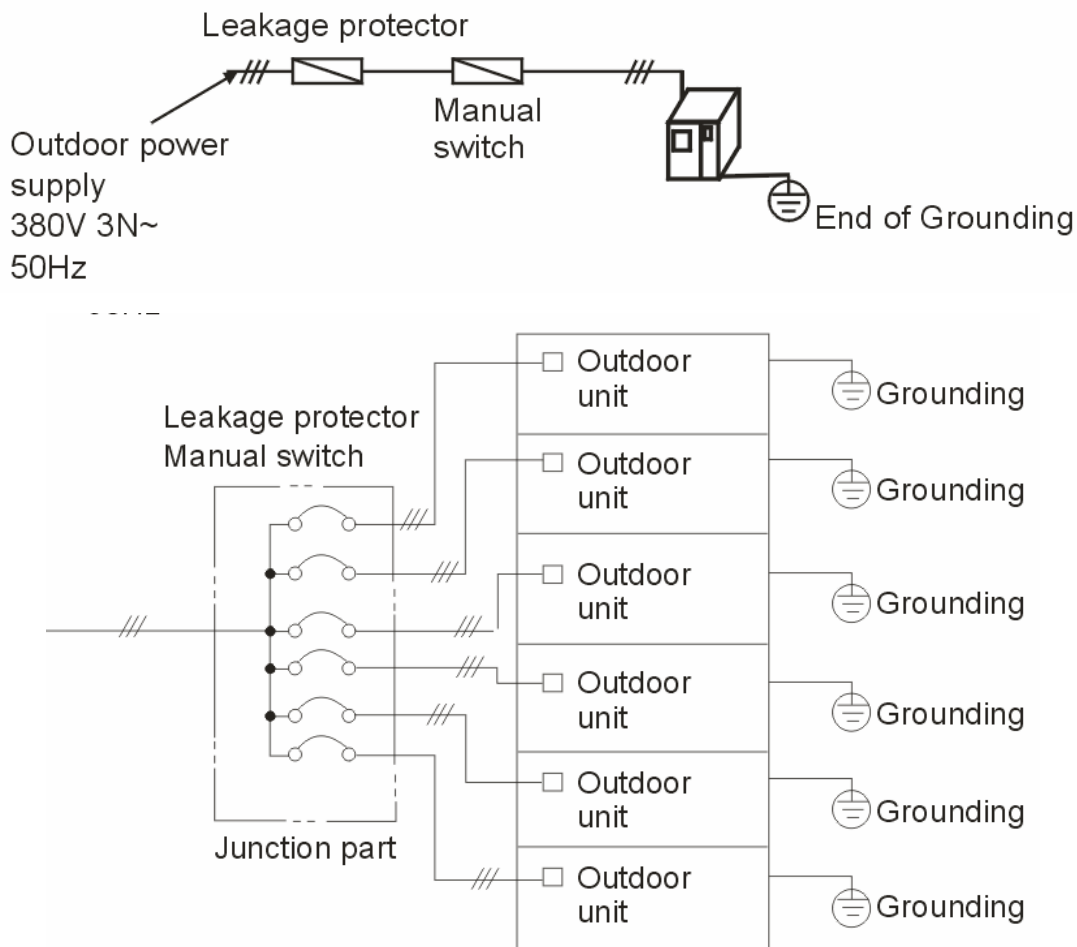 Leakage protector
Manual
switch
Outdoor power
supply
380V 3N~
50Hz
End of Grounding
Leakage protector
Manual switch
Junction part
Outdoor
unit
Grounding
Outdoor
unit
Grounding
Outdoor
unit
Grounding
Outdoor
unit
Grounding
Outdoor
unit
Grounding
Outdoor
unit
Grounding